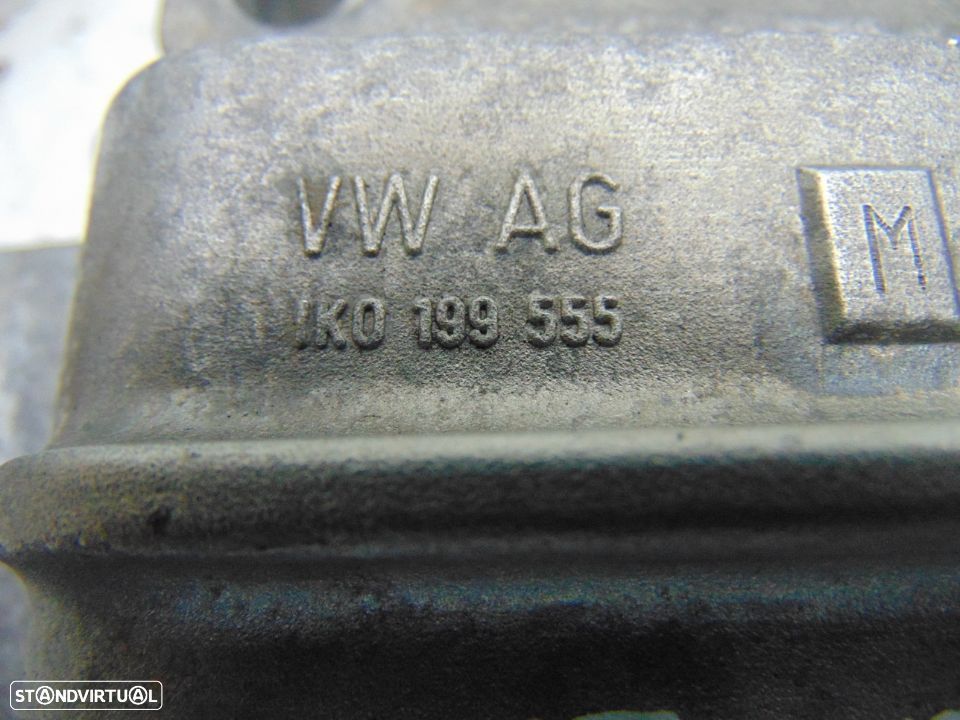 VW AG
1K0 199 555
M
STANDVIRTUAL